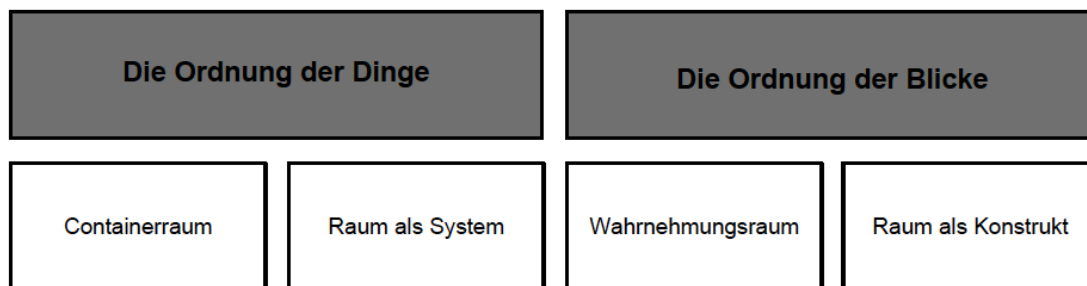 Die Ordnung der Dinge
Die Ordnung der Blicke
Containerraum
Raum als System
Wahrnehmungsraum
Raum als Konstrukt